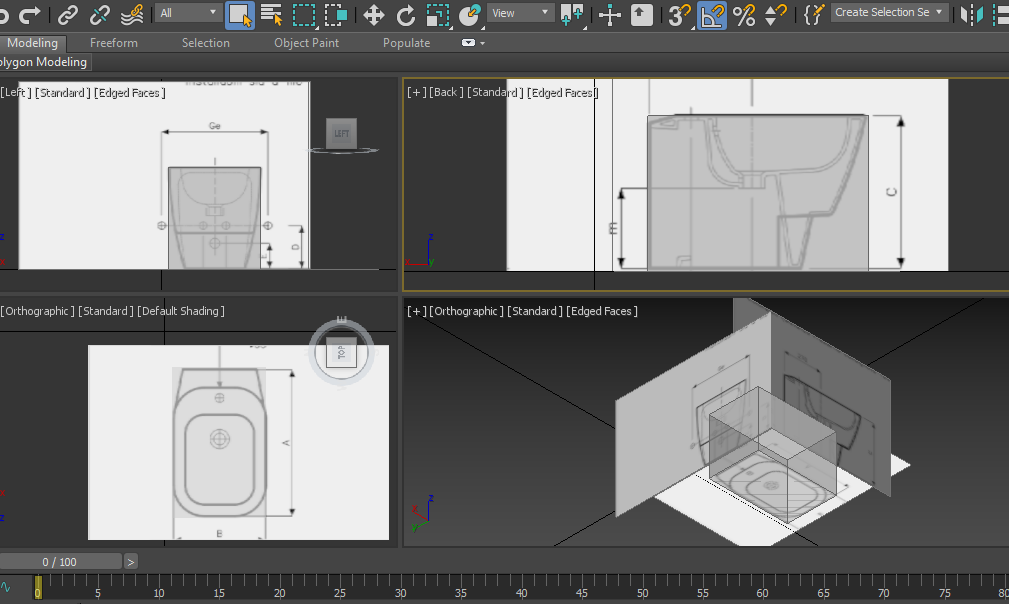 All
View
3
Create Selection Se
Modeling Freeform Selection Object Paint Populate
olygon Modeling
[Left ] [Standard ] [Edged Faces ]
Ge
LEFT
D
E
z
[+] [Back ] [Standard ] [Edged Faces ]
C
E
z
[Orthographic ] [Standard ] [Default Shading ]
E
TOP
A
B
z
[+] [Orthographic ] [Standard ] [Edged Faces ]
z
x
y
0 / 100 >
0 5 10 15 20 25 30 35 40 45 50 55 60 65 70 75 80